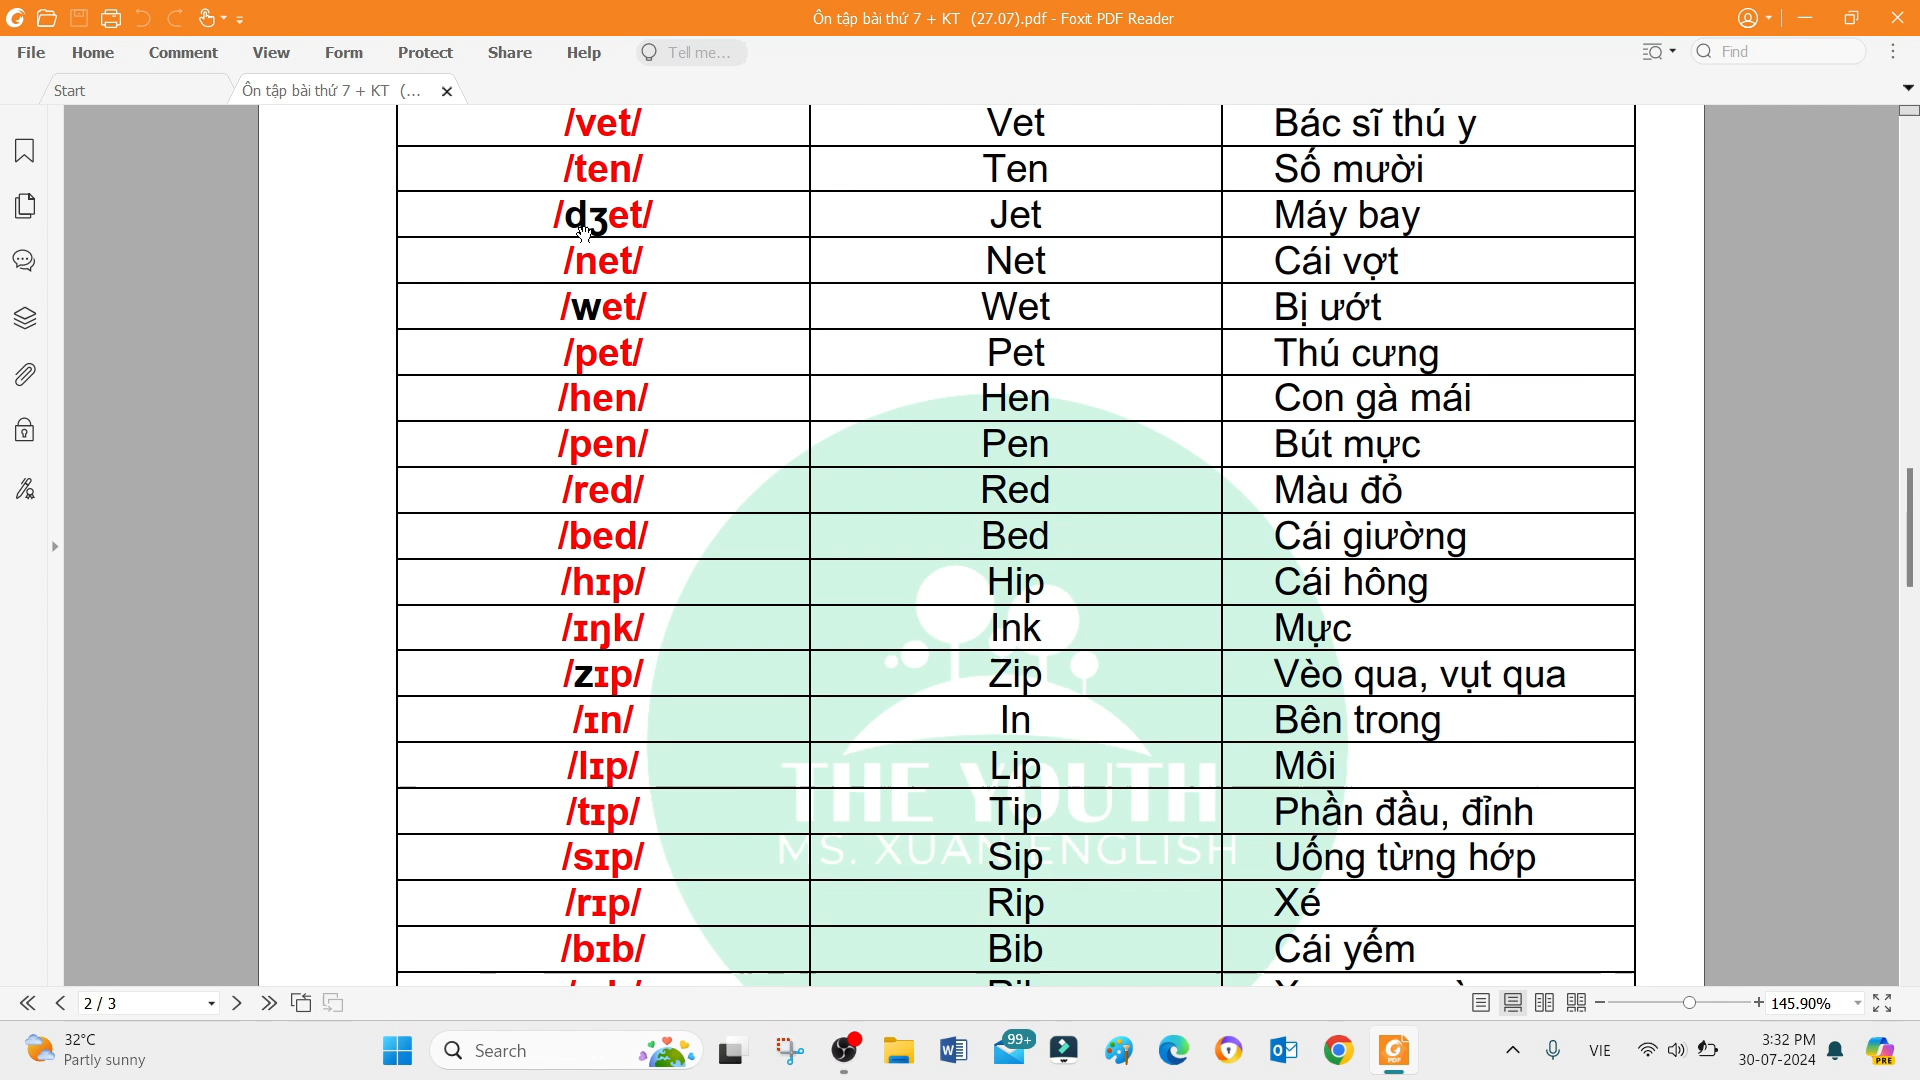 Ôn tập bài thứ 7 + KT (27.07).pdf - Foxit PDF Reader
File Home Comment View Form Protect Share Help Tell me... Find
Start Ôn tập bài thứ 7 + KT (...
/vet/ Vet Bác sĩ thú y
/ten/ Ten Số mười
/dʒet/ Jet Máy bay
/net/ Net Cái vợt
/wet/ Wet Bị ướt
/pet/ Pet Thú cưng
/hen/ Hen Con gà mái
/pen/ Pen Bút mực
/red/ Red Màu đỏ
/bed/ Bed Cái giường
/hɪp/ Hip Cái hông
/ɪŋk/ Ink Mực
/zɪp/ Zip Vèo qua, vụt qua
/ɪn/ In Bên trong
/lɪp/ Lip Môi
/tɪp/ Tip Phần đầu, đỉnh
/sɪp/ Sip Uống từng hớp
/rɪp/ Rip Xé
/bɪb/ Bib Cái yếm
THE YOUTH
MS. XUAN ENGLISH
2 / 3 145.90%
32°C
Partly sunny
Search
99+
VIE
3:32 PM
30-07-2024
PRE